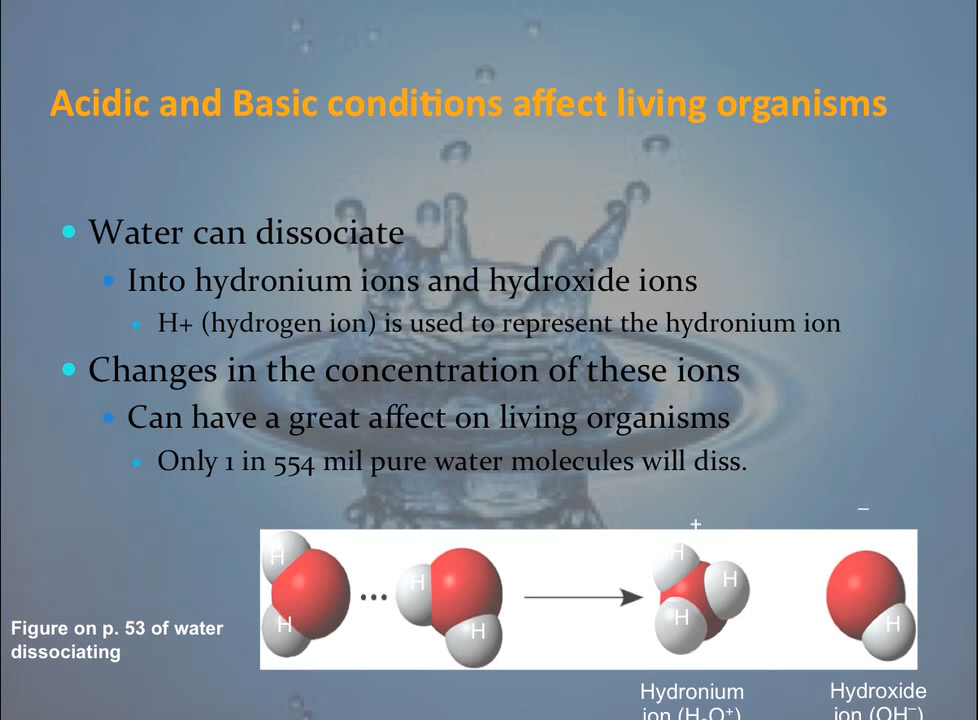 Acidic and Basic conditions affect living organisms
Water can dissociate
Into hydronium ions and hydroxide ions
H+ (hydrogen ion) is used to represent the hydronium ion
Changes in the concentration of these ions
Can have a great affect on living organisms
Only 1 in 554 mil pure water molecules will diss.
+ –
H H H H H H H H
Figure on p. 53 of water
dissociating
Hydronium Hydroxide
ion (H₃O⁺) ion (OH⁻)